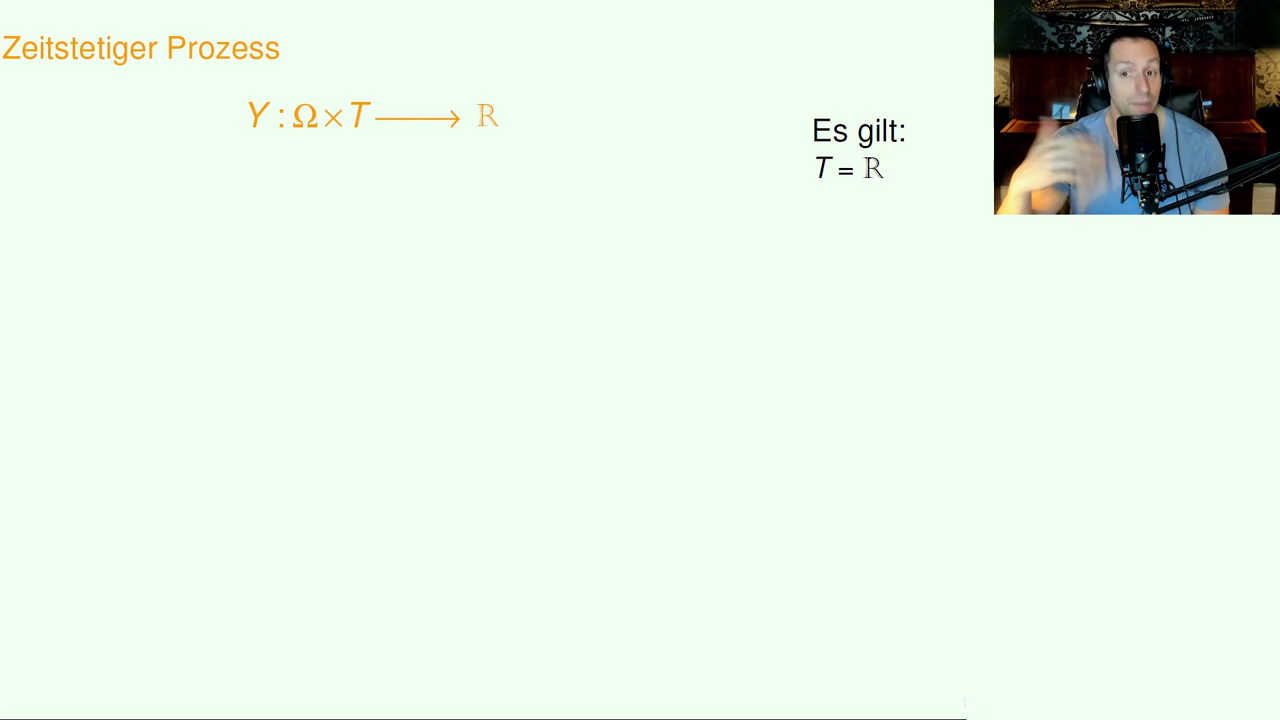 Zeitstetiger Prozess
Y : Ω × T ⟶ ℝ
Es gilt:
T = ℝ